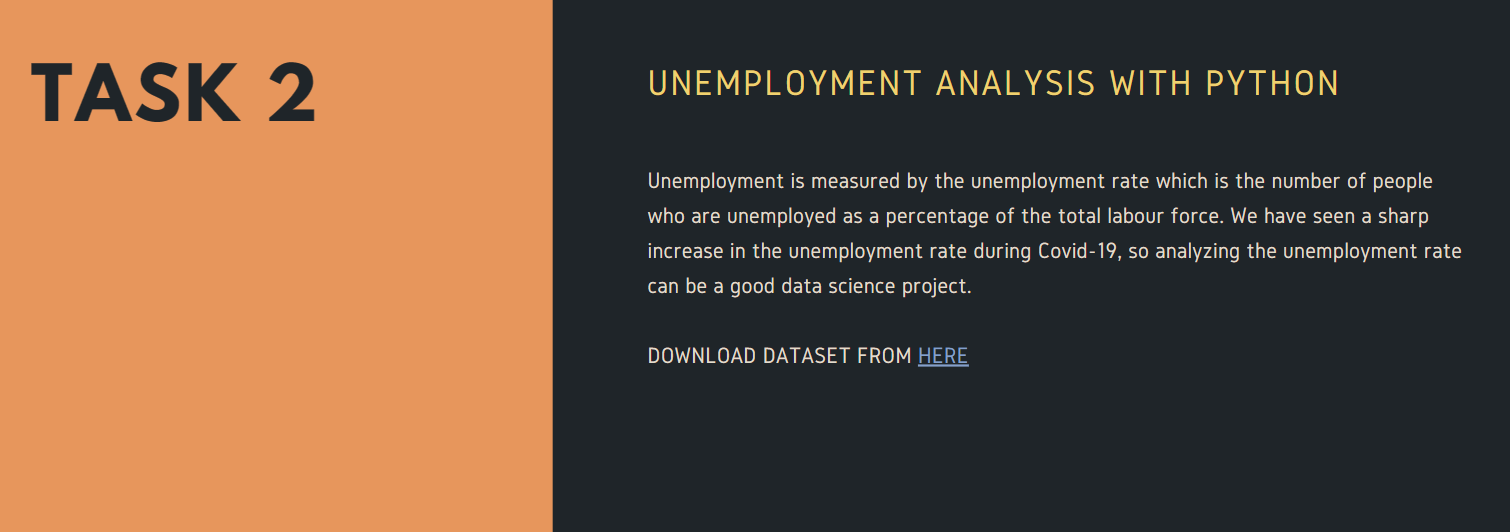 TASK 2
UNEMPLOYMENT ANALYSIS WITH PYTHON
Unemployment is measured by the unemployment rate which is the number of people
who are unemployed as a percentage of the total labour force. We have seen a sharp
increase in the unemployment rate during Covid-19, so analyzing the unemployment rate
can be a good data science project.
DOWNLOAD DATASET FROM HERE